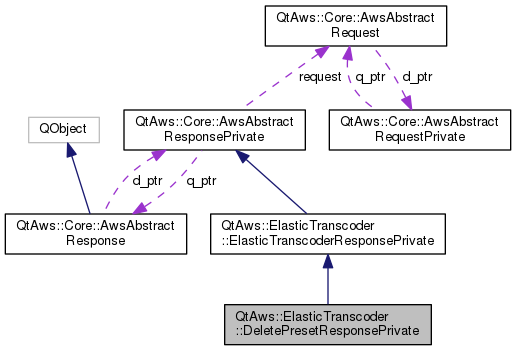 QtAws::Core::AwsAbstract
Request
request
q_ptr
d_ptr
QObject
QtAws::Core::AwsAbstract
ResponsePrivate
QtAws::Core::AwsAbstract
RequestPrivate
d_ptr
q_ptr
QtAws::Core::AwsAbstract
Response
QtAws::ElasticTranscoder
::ElasticTranscoderResponsePrivate
QtAws::ElasticTranscoder
::DeletePresetResponsePrivate